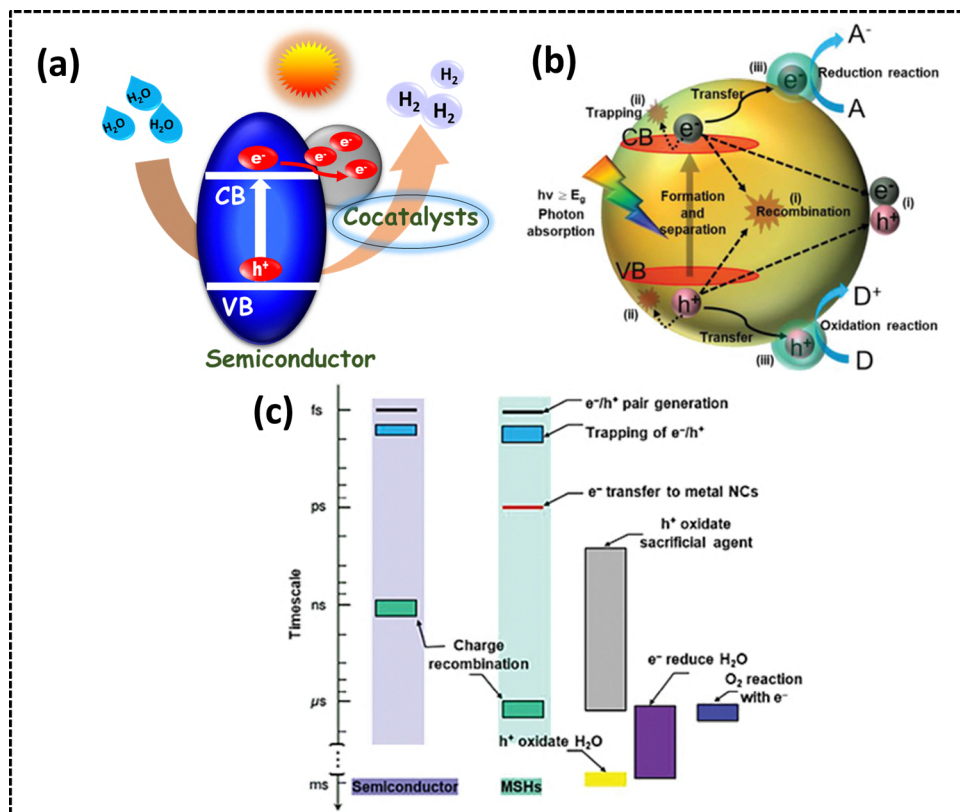 (a)
H₂O
H₂O
H₂O
H₂
H₂
H₂
e⁻
e⁻
e⁻
e⁻
CB
Cocatalysts
h⁺
VB
Semiconductor
(b)
A⁻
(iii)
e⁻
Reduction reaction
A
Transfer
(ii)
Trapping
e⁻
CB
hν ≥ Eg
Photon
absorption
Formation
and
separation
(i)
Recombination
e⁻
(i)
h⁺
VB
h⁺
(ii)
Transfer
D⁺
Oxidation reaction
h⁺
(iii)
D
(c)
fs
e⁻/h⁺ pair generation
Trapping of e⁻/h⁺
ps
e⁻ transfer to metal NCs
h⁺ oxidate
sacrificial agent
Timescale
ns
Charge
recombination
e⁻ reduce H₂O
O₂ reaction
with e⁻
µs
h⁺ oxidate H₂O
ms
Semiconductor
MSHs